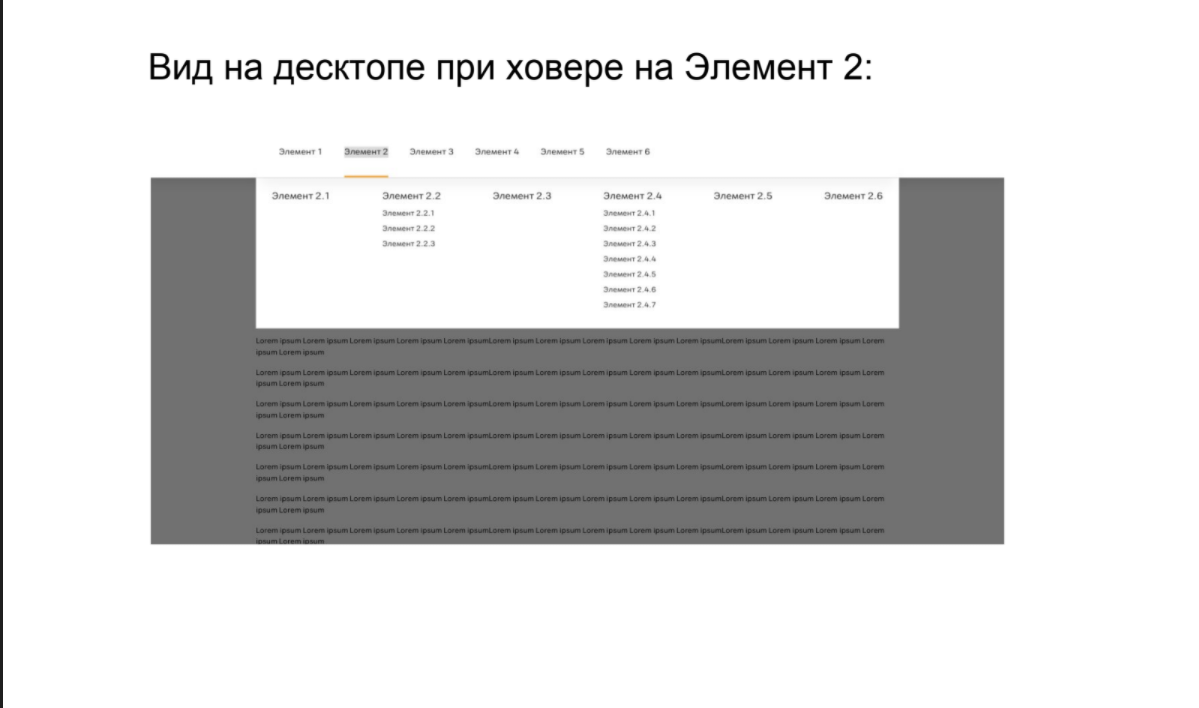 Вид на десктопе при ховере на Элемент 2:
Элемент 1 Элемент 2 Элемент 3 Элемент 4 Элемент 5 Элемент 6
Элемент 2.1 Элемент 2.2 Элемент 2.3 Элемент 2.4 Элемент 2.5 Элемент 2.6
Элемент 2.2.1 Элемент 2.4.1
Элемент 2.2.2 Элемент 2.4.2
Элемент 2.2.3 Элемент 2.4.3
Элемент 2.4.4
Элемент 2.4.5
Элемент 2.4.6
Элемент 2.4.7
Lorem ipsum Lorem ipsum Lorem ipsum Lorem ipsum Lorem ipsumLorem ipsum Lorem ipsum Lorem ipsum Lorem ipsum Lorem ipsumLorem ipsum Lorem ipsum Lorem ipsum Lorem
ipsum Lorem ipsum
Lorem ipsum Lorem ipsum Lorem ipsum Lorem ipsum Lorem ipsumLorem ipsum Lorem ipsum Lorem ipsum Lorem ipsum Lorem ipsumLorem ipsum Lorem ipsum Lorem ipsum Lorem
ipsum Lorem ipsum
Lorem ipsum Lorem ipsum Lorem ipsum Lorem ipsum Lorem ipsumLorem ipsum Lorem ipsum Lorem ipsum Lorem ipsum Lorem ipsumLorem ipsum Lorem ipsum Lorem ipsum Lorem
ipsum Lorem ipsum
Lorem ipsum Lorem ipsum Lorem ipsum Lorem ipsum Lorem ipsumLorem ipsum Lorem ipsum Lorem ipsum Lorem ipsum Lorem ipsumLorem ipsum Lorem ipsum Lorem ipsum Lorem
ipsum Lorem ipsum
Lorem ipsum Lorem ipsum Lorem ipsum Lorem ipsum Lorem ipsumLorem ipsum Lorem ipsum Lorem ipsum Lorem ipsum Lorem ipsumLorem ipsum Lorem ipsum Lorem ipsum Lorem
ipsum Lorem ipsum
Lorem ipsum Lorem ipsum Lorem ipsum Lorem ipsum Lorem ipsumLorem ipsum Lorem ipsum Lorem ipsum Lorem ipsum Lorem ipsumLorem ipsum Lorem ipsum Lorem ipsum Lorem
ipsum Lorem ipsum
Lorem ipsum Lorem ipsum Lorem ipsum Lorem ipsum Lorem ipsumLorem ipsum Lorem ipsum Lorem ipsum Lorem ipsum Lorem ipsumLorem ipsum Lorem ipsum Lorem ipsum Lorem
ipsum Lorem ipsum